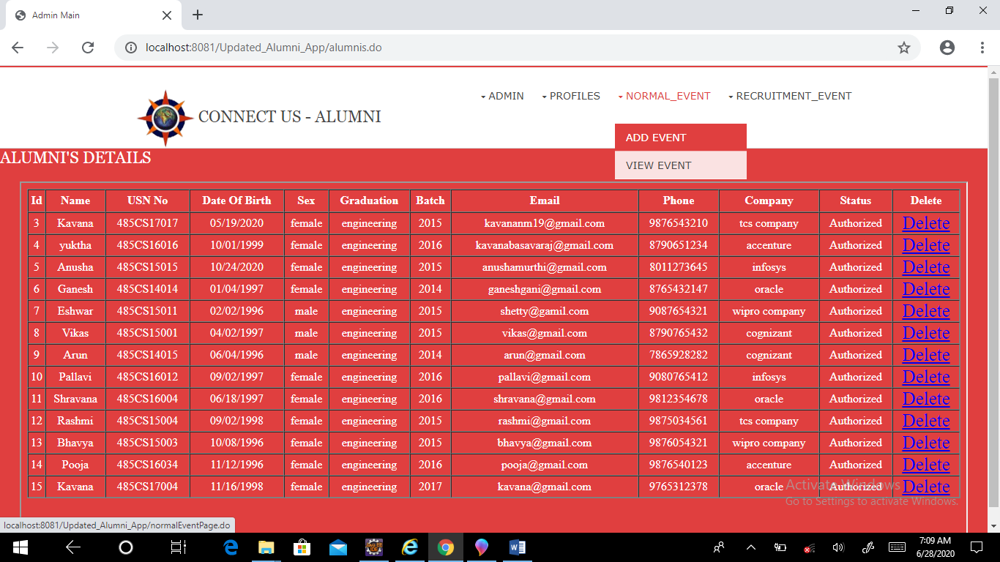 Admin Main
localhost:8081/Updated_Alumni_App/alumnis.do
CONNECT US - ALUMNI
ADMIN PROFILES NORMAL_EVENT RECRUITMENT_EVENT
ADD EVENT
VIEW EVENT
ALUMNI'S DETAILS
Id Name USN No Date Of Birth Sex Graduation Batch Email Phone Company Status Delete
3 Kavana 485CS17017 05/19/2020 female engineering 2015 kavananm19@gmail.com 9876543210 tcs company Authorized Delete
4 yuktha 485CS16016 10/01/1999 female engineering 2016 kavanabasavaraj@gmail.com 8790651234 accenture Authorized Delete
5 Anusha 485CS15015 10/24/2020 female engineering 2015 anushamurthi@gmail.com 8011273645 infosys Authorized Delete
6 Ganesh 485CS14014 01/04/1997 female engineering 2014 ganeshgani@gmail.com 8765432147 oracle Authorized Delete
7 Eshwar 485CS15011 02/02/1996 male engineering 2015 shetty@gamil.com 9087654321 wipro company Authorized Delete
8 Vikas 485CS15001 04/02/1997 male engineering 2015 vikas@gmail.com 8790765432 cognizant Authorized Delete
9 Arun 485CS14015 06/04/1996 male engineering 2014 arun@gmail.com 7865928282 cognizant Authorized Delete
10 Pallavi 485CS16012 09/02/1997 female engineering 2016 pallavi@gmail.com 9080765412 infosys Authorized Delete
11 Shravana 485CS16004 06/18/1997 female engineering 2016 shravana@gmail.com 9812354678 oracle Authorized Delete
12 Rashmi 485CS15004 09/02/1998 female engineering 2015 rashmi@gmail.com 9875034561 tcs company Authorized Delete
13 Bhavya 485CS15003 10/08/1996 female engineering 2015 bhavya@gmail.com 9876054321 wipro company Authorized Delete
14 Pooja 485CS16034 11/12/1996 female engineering 2016 pooja@gmail.com 9876540123 accenture Authorized Delete
15 Kavana 485CS17004 11/16/1998 female engineering 2017 kavana@gmail.com 9765312378 oracle Authorized Delete
Activate Windows
Go to Settings to activate Windows.
localhost:8081/Updated_Alumni_App/normalEventPage.do
7:09 AM
6/28/2020